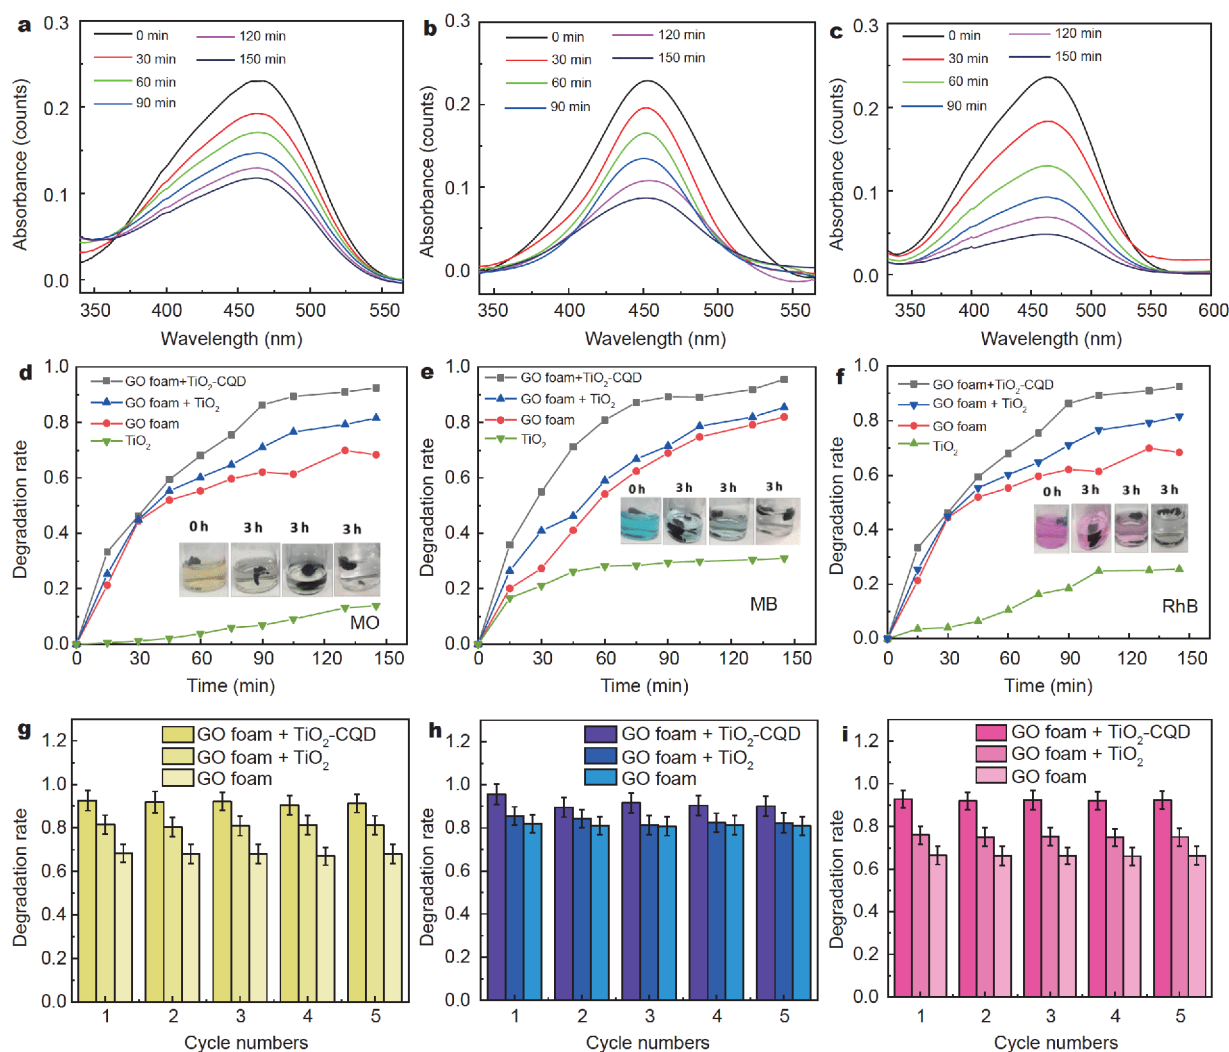 a
0.3
0.2
0.1
0.0
Absorbance (counts)
0 min
30 min
60 min
90 min
120 min
150 min
350 400 450 500 550
Wavelength (nm)
b
0.3
0.2
0.1
0.0
Absorbance (counts)
0 min
30 min
60 min
90 min
120 min
150 min
350 400 450 500 550
Wavelength (nm)
c
0.3
0.2
0.1
0.0
Absorbance (counts)
0 min
30 min
60 min
90 min
120 min
150 min
350 400 450 500 550 600
Wavelength (nm)
d
1.0
0.8
0.6
0.4
0.2
0.0
Degradation rate
GO foam+TiO₂-CQD
GO foam + TiO₂
GO foam
TiO₂
0 h 3 h 3 h 3 h
MO
0 30 60 90 120 150
Time (min)
e
1.0
0.8
0.6
0.4
0.2
0.0
Degradation rate
GO foam+TiO₂-CQD
GO foam + TiO₂
GO foam
TiO₂
0 h 3 h 3 h 3 h
MB
0 30 60 90 120 150
Time (min)
f
1.0
0.8
0.6
0.4
0.2
0.0
Degradation rate
GO foam+TiO₂-CQD
GO foam + TiO₂
GO foam
TiO₂
0 h 3 h 3 h 3 h
RhB
0 30 60 90 120 150
Time (min)
g
1.2
1.0
0.8
0.6
0.4
0.2
0.0
Degradation rate
GO foam + TiO₂-CQD
GO foam + TiO₂
GO foam
1 2 3 4 5
Cycle numbers
h
1.2
1.0
0.8
0.6
0.4
0.2
0.0
Degradation rate
GO foam + TiO₂-CQD
GO foam + TiO₂
GO foam
1 2 3 4 5
Cycle numbers
i
1.2
1.0
0.8
0.6
0.4
0.2
0.0
Degradation rate
GO foam + TiO₂-CQD
GO foam + TiO₂
GO foam
1 2 3 4 5
Cycle numbers